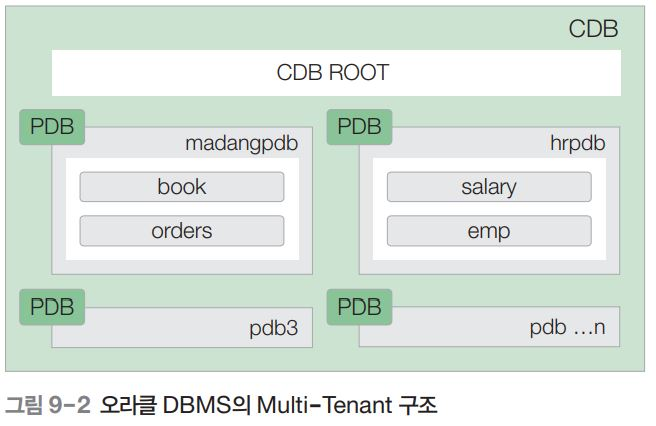 CDB
CDB ROOT
PDB
madangpdb
book
orders
PDB
hrpdb
salary
emp
PDB
pdb3
PDB
pdb …n
그림 9-2 오라클 DBMS의 Multi-Tenant 구조